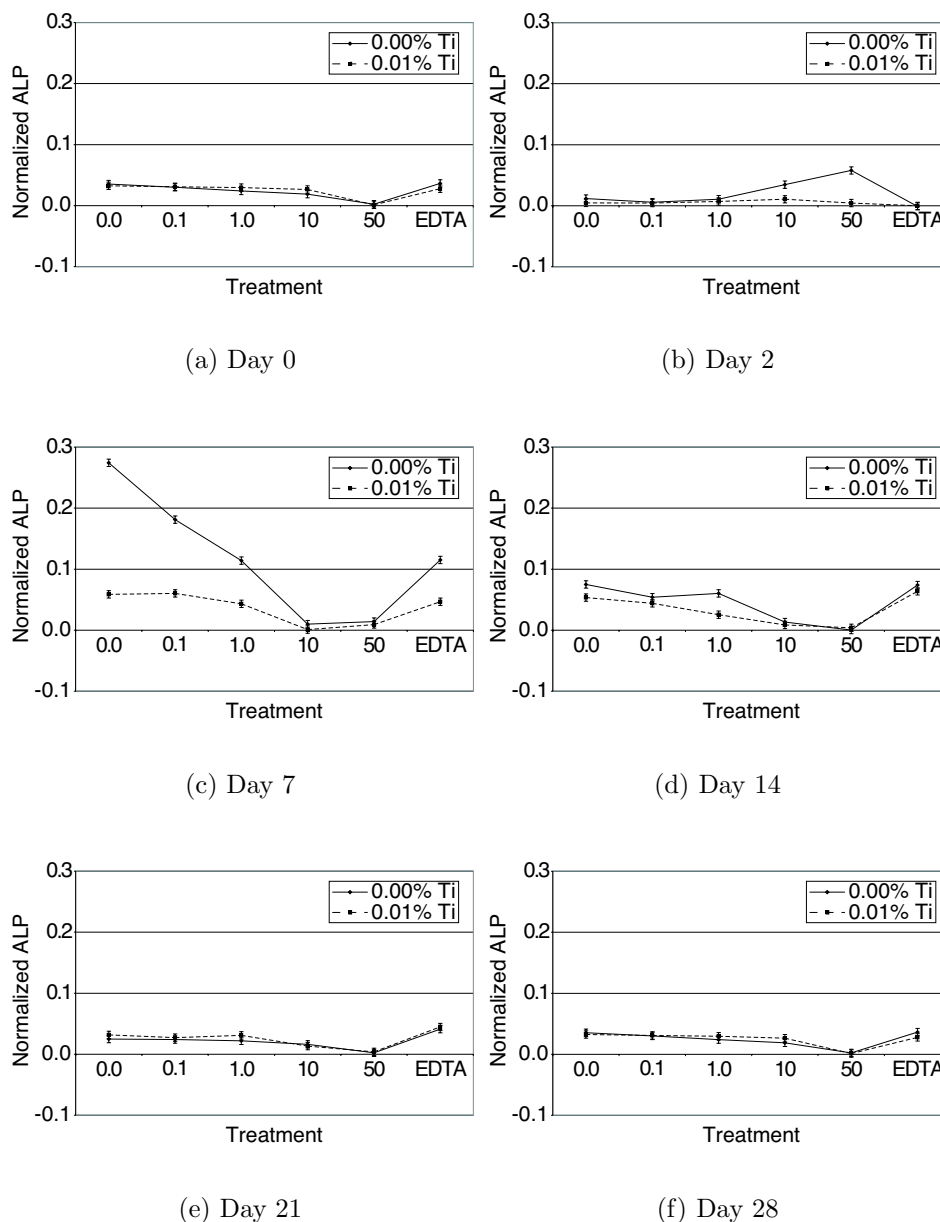 0.3
0.00% Ti
0.01% Ti
0.2
Normalized ALP
0.1
0.0
0.0 0.1 1.0 10 50 EDTA
-0.1
Treatment
(a) Day 0
0.3
0.00% Ti
0.01% Ti
0.2
Normalized ALP
0.1
0.0
0.0 0.1 1.0 10 50 EDTA
-0.1
Treatment
(b) Day 2
0.3
0.00% Ti
0.01% Ti
0.2
Normalized ALP
0.1
0.0
0.0 0.1 1.0 10 50 EDTA
-0.1
Treatment
(c) Day 7
0.3
0.00% Ti
0.01% Ti
0.2
Normalized ALP
0.1
0.0
0.0 0.1 1.0 10 50 EDTA
-0.1
Treatment
(d) Day 14
0.3
0.00% Ti
0.01% Ti
0.2
Normalized ALP
0.1
0.0
0.0 0.1 1.0 10 50 EDTA
-0.1
Treatment
(e) Day 21
0.3
0.00% Ti
0.01% Ti
0.2
Normalized ALP
0.1
0.0
0.0 0.1 1.0 10 50 EDTA
-0.1
Treatment
(f) Day 28